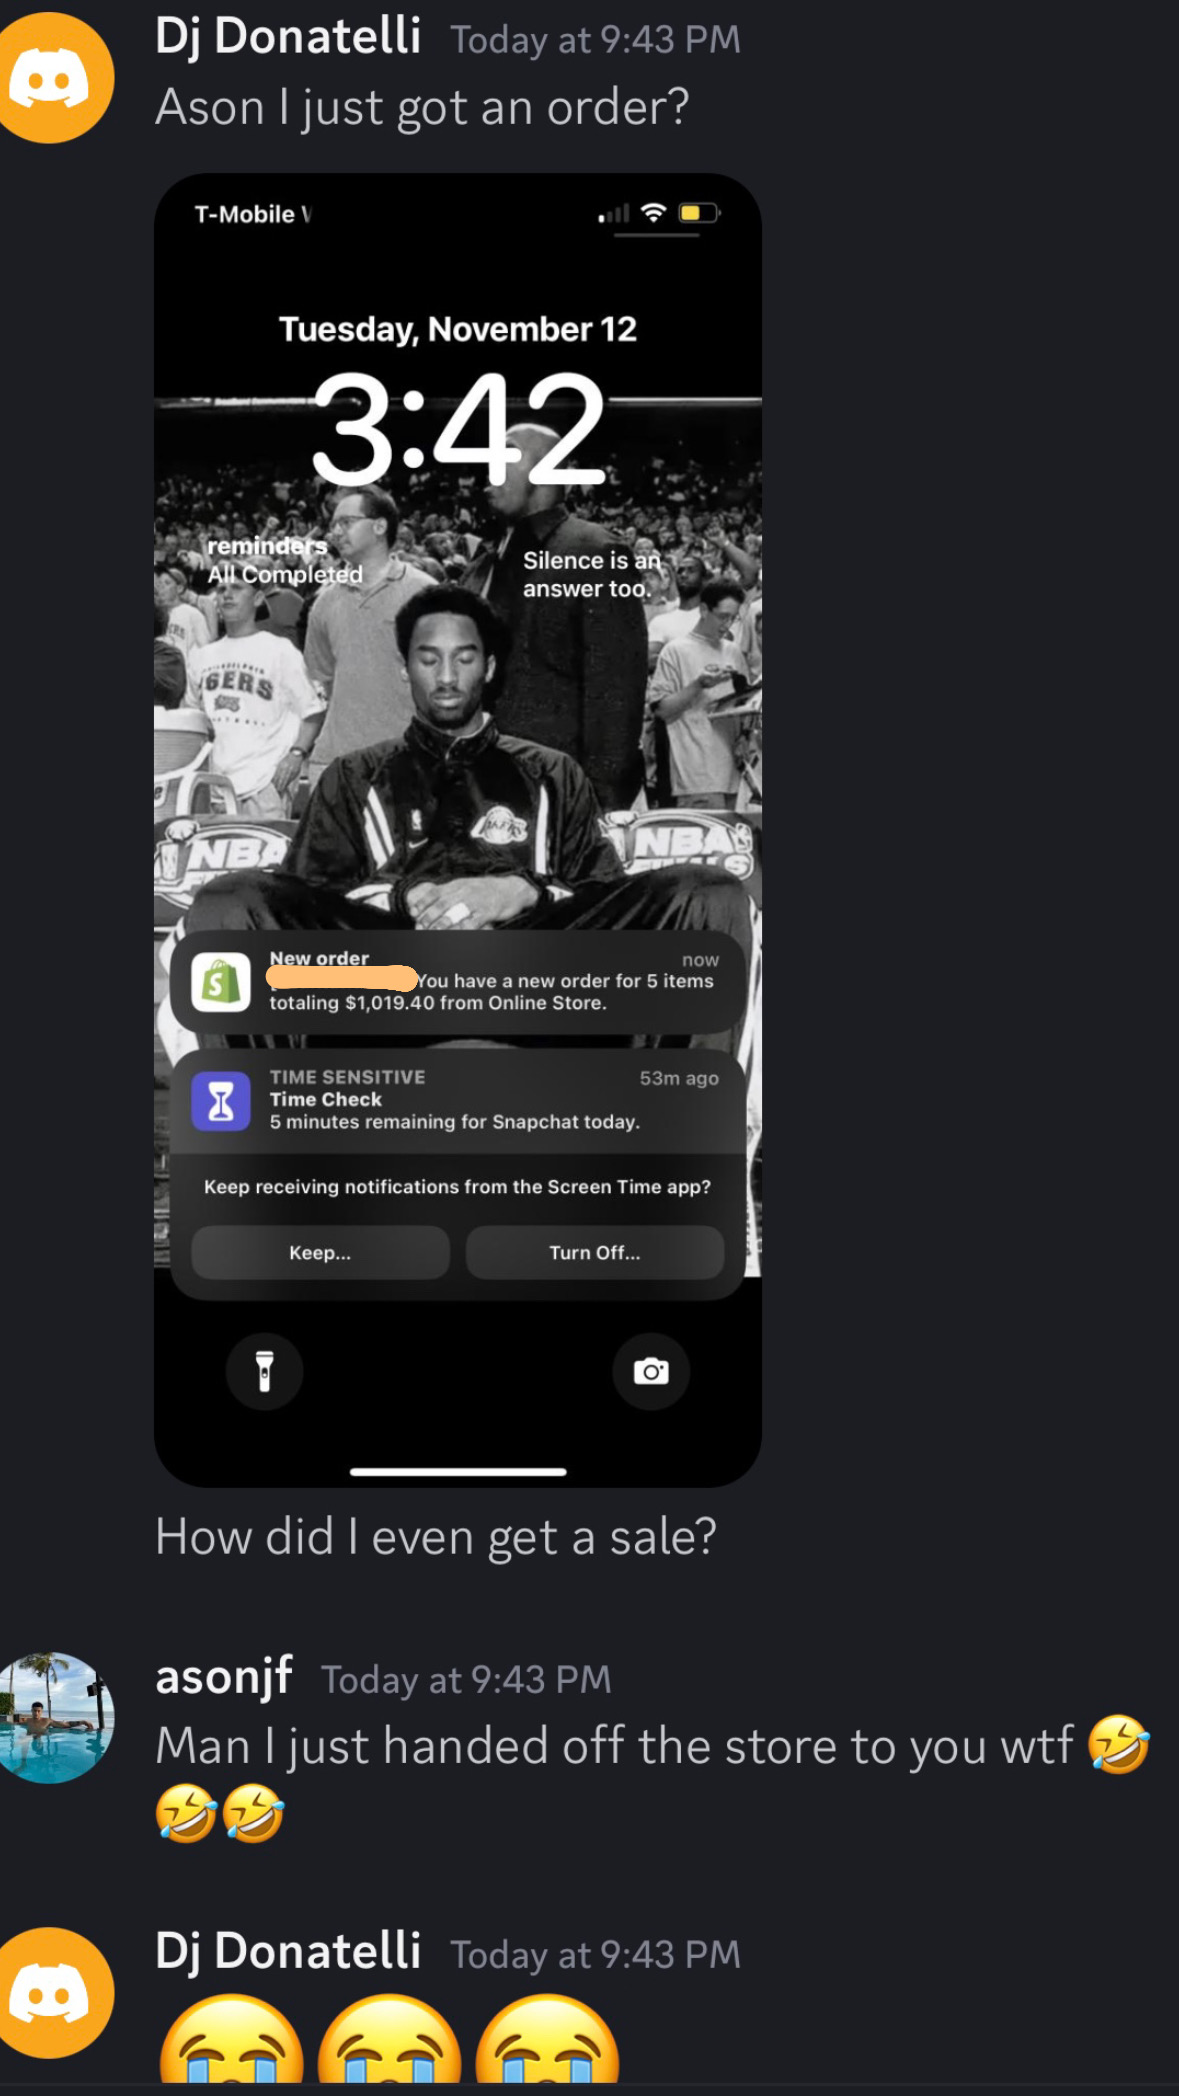 Dj Donatelli Today at 9:43 PM
Ason I just got an order?
T-Mobile
Tuesday, November 12
3:42
reminders
All Completed
Silence is an
answer too.
76ERS
NBA
NBA
FINALS
New order now
You have a new order for 5 items
totaling $1,019.40 from Online Store.
TIME SENSITIVE 53m ago
Time Check
5 minutes remaining for Snapchat today.
Keep receiving notifications from the Screen Time app?
Keep... Turn Off...
How did I even get a sale?
asonjf Today at 9:43 PM
Man I just handed off the store to you wtf 🤣
🤣🤣
Dj Donatelli Today at 9:43 PM
😭😭😭